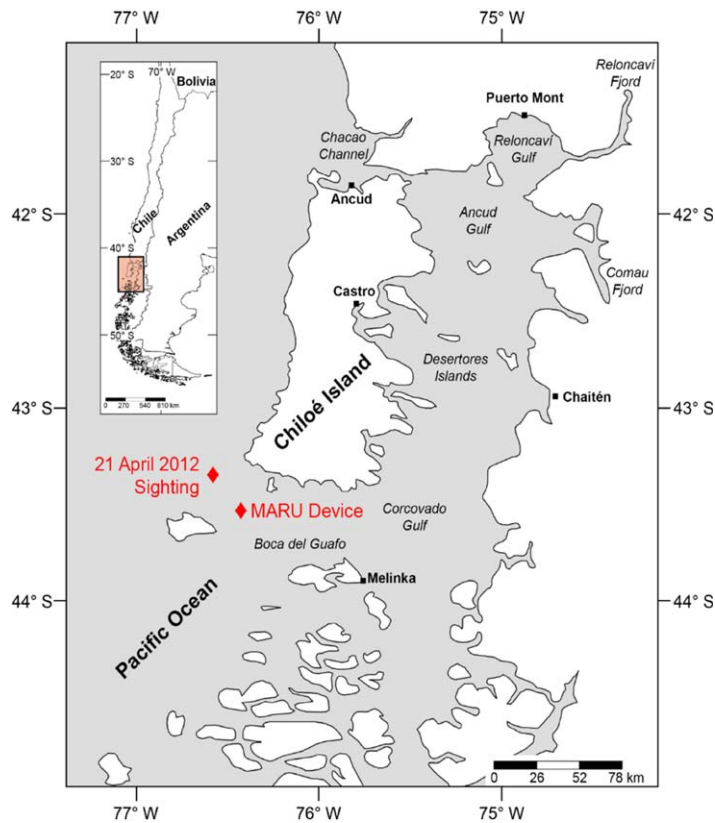 77° W
76° W
75° W
20° S
70° W
Bolivia
30° S
Chile
Argentina
40° S
50° S
0 270 540 810 km
Reloncaví
Fjord
Puerto Mont
Chacao
Channel
Reloncaví
Gulf
42° S
Ancud
Ancud
Gulf
42° S
Comau
Fjord
Castro
Desertores
Islands
Chiloé Island
Chaitén
43° S
43° S
21 April 2012
Sighting
MARU Device
Corcovado
Gulf
Boca del Guafo
Melinka
44° S
44° S
Pacific Ocean
0 26 52 78 km
77° W
76° W
75° W